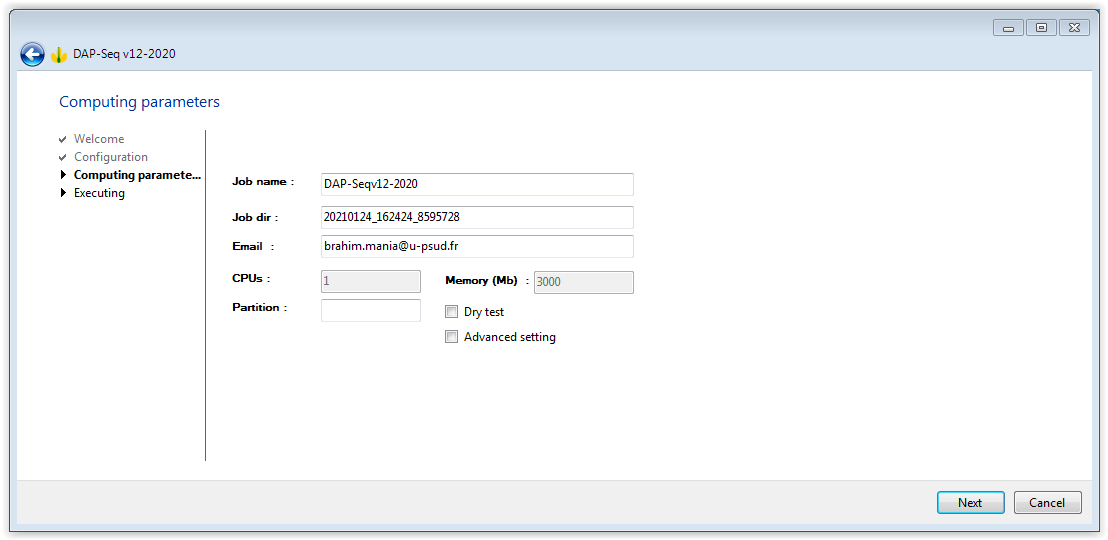 DAP-Seq v12-2020
Computing parameters
Welcome
Configuration
Computing paramete...
Executing
Job name : DAP-Seqv12-2020
Job dir : 20210124_162424_8595728
Email : brahim.mania@u-psud.fr
CPUs : 1 Memory (Mb) : 3000
Partition : Dry test
Advanced setting
Next Cancel